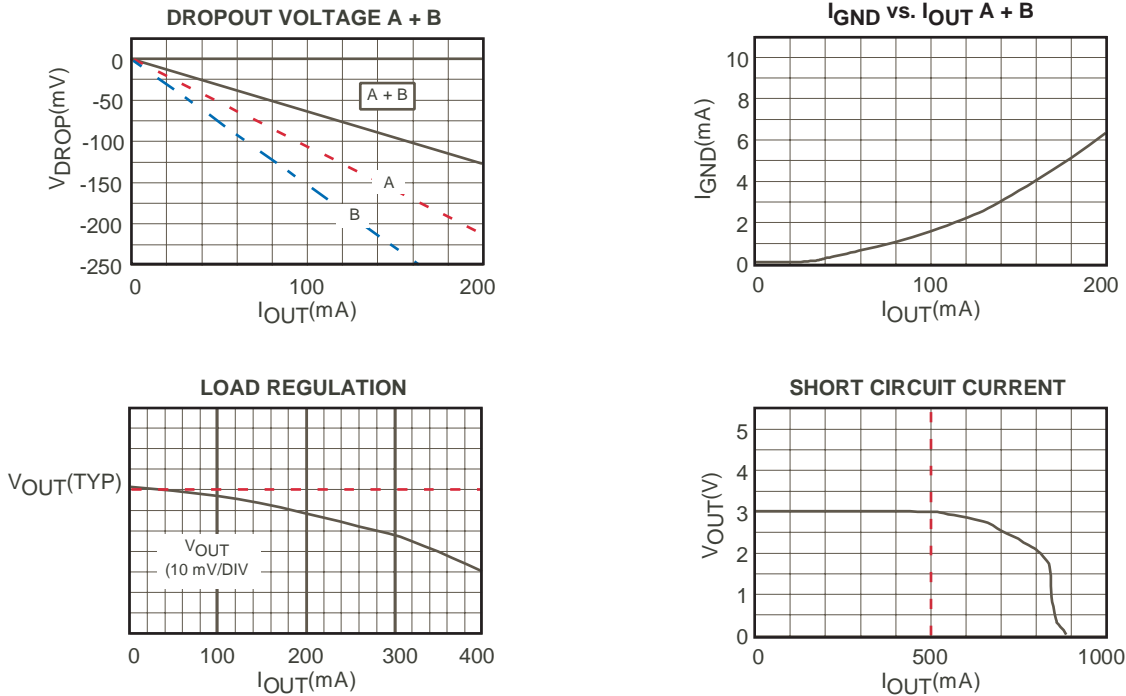 DROPOUT VOLTAGE A + B
VDROP(mV)
0
-50
-100
-150
-200
-250
A + B
A
B
0
100
200
IOUT(mA)
IGND vs. IOUT A + B
IGND(mA)
10
8
6
4
2
0
0
100
200
IOUT(mA)
LOAD REGULATION
VOUT(TYP)
VOUT
(10 mV/DIV
0
100
200
300
400
IOUT(mA)
SHORT CIRCUIT CURRENT
VOUT(V)
5
4
3
2
1
0
0
500
1000
IOUT(mA)